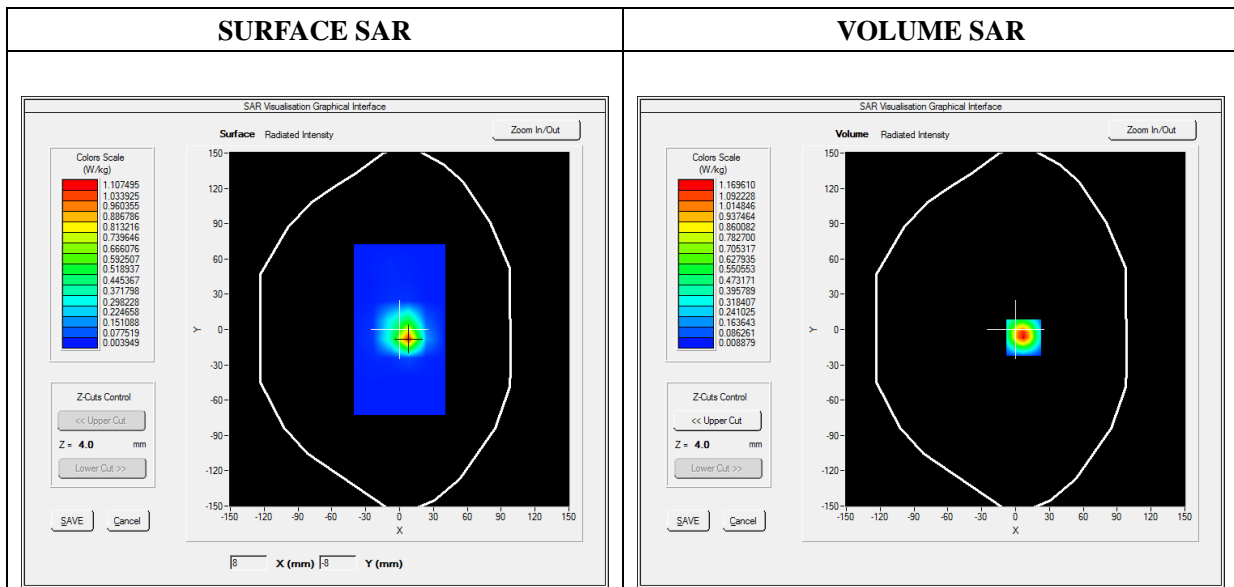 SURFACE SAR
VOLUME SAR
SAR Visualisation Graphical Interface
Surface Radiated Intensity
Zoom In/Out
Colors Scale
(W/kg)
1.107495
1.033925
0.960355
0.886786
0.813216
0.739646
0.666076
0.592507
0.518937
0.445367
0.371798
0.298228
0.224658
0.151088
0.077519
0.003949
Z-Cuts Control
<< Upper Cut
Z = 4.0 mm
Lower Cut >>
SAVE Cancel
150
120
90
60
30
0
-30
-60
-90
-120
-150
Y
-150 -120 -90 -60 -30 0 30 60 90 120 150
X
8 X (mm) -8 Y (mm)
SAR Visualisation Graphical Interface
Volume Radiated Intensity
Zoom In/Out
Colors Scale
(W/kg)
1.169610
1.092228
1.014846
0.937464
0.860082
0.782700
0.705317
0.627935
0.550553
0.473171
0.395789
0.318407
0.241025
0.163643
0.086261
0.008879
Z-Cuts Control
<< Upper Cut
Z = 4.0 mm
Lower Cut >>
SAVE Cancel
150
120
90
60
30
0
-30
-60
-90
-120
-150
Y
-150 -120 -90 -60 -30 0 30 60 90 120 150
X